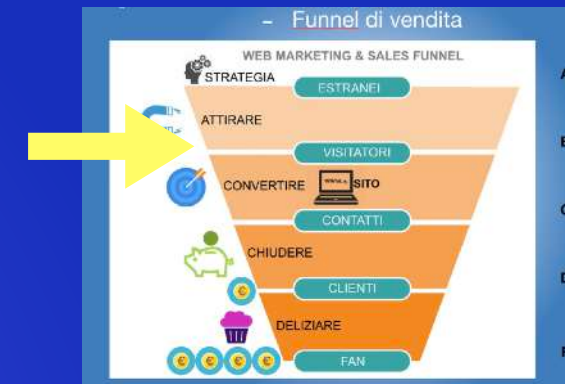 - Funnel di vendita
WEB MARKETING & SALES FUNNEL
STRATEGIA
ESTRANEI
ATTIRARE
VISITATORI
CONVERTIRE
SITO
CONTATTI
CHIUDERE
CLIENTI
€
DELIZIARE
€ € € €
FAN